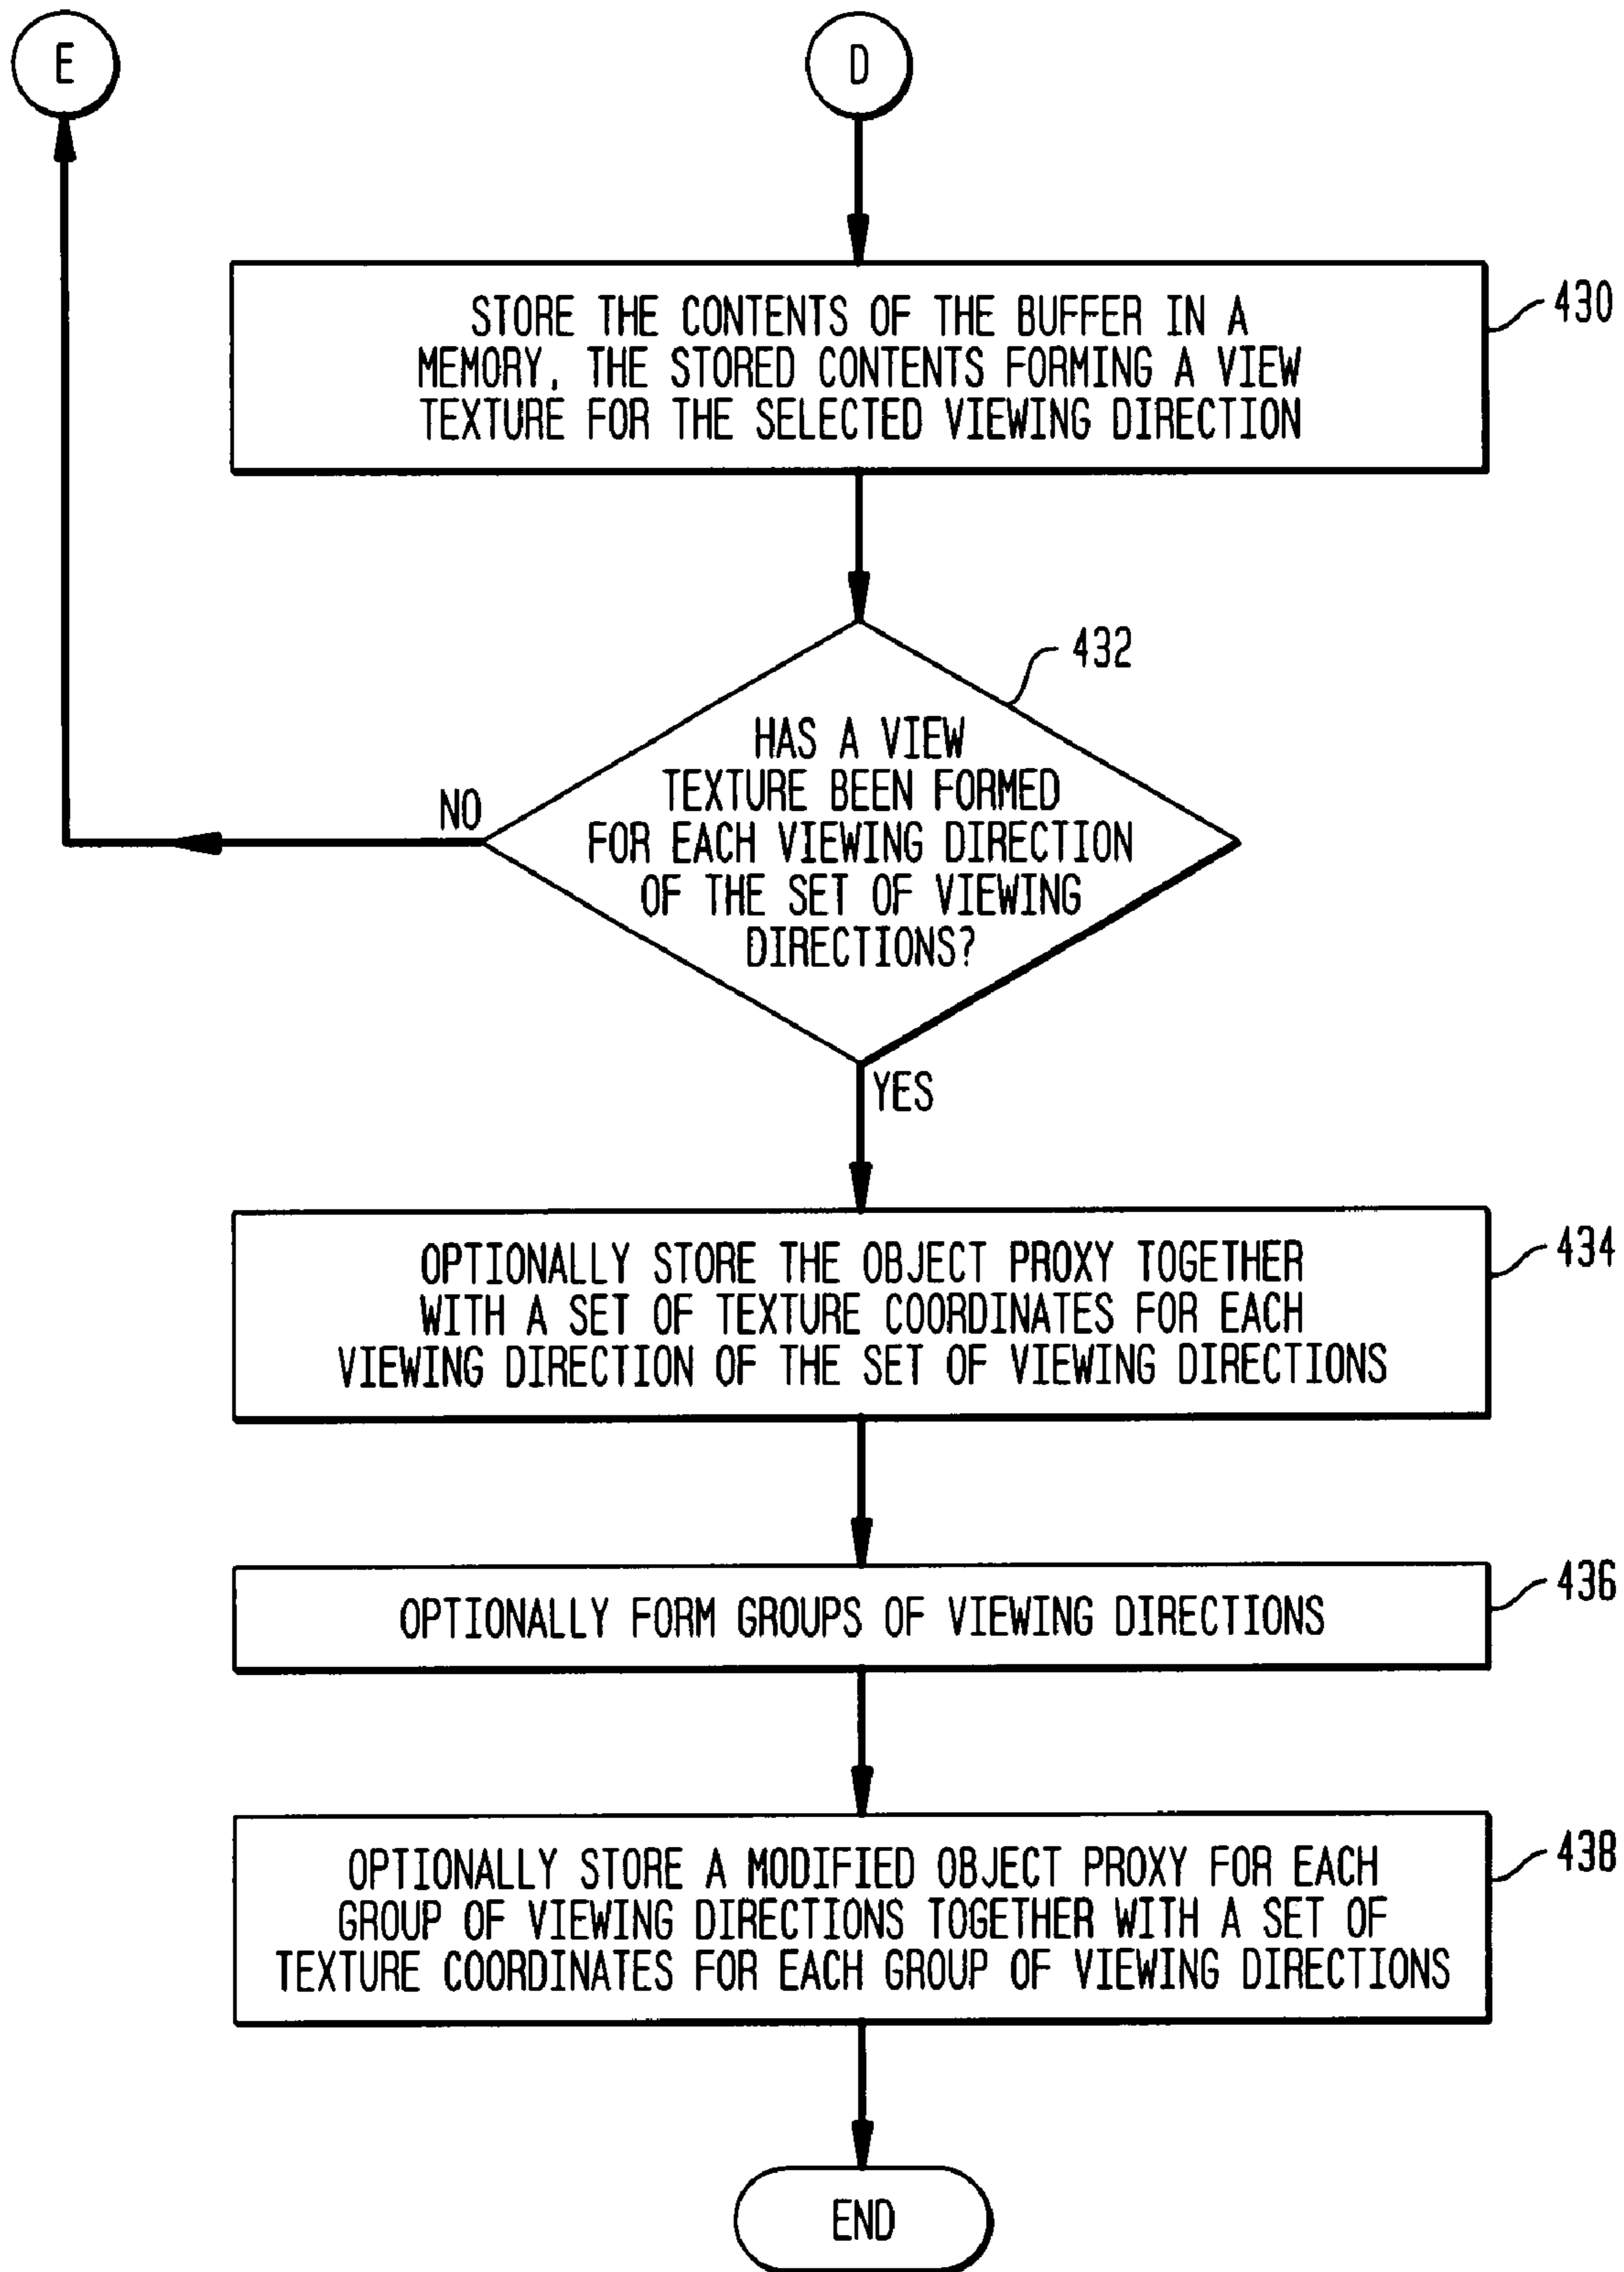 E
D
STORE THE CONTENTS OF THE BUFFER IN A
MEMORY, THE STORED CONTENTS FORMING A VIEW
TEXTURE FOR THE SELECTED VIEWING DIRECTION
430
432
HAS A VIEW
TEXTURE BEEN FORMED
FOR EACH VIEWING DIRECTION
OF THE SET OF VIEWING
DIRECTIONS?
NO
YES
OPTIONALLY STORE THE OBJECT PROXY TOGETHER
WITH A SET OF TEXTURE COORDINATES FOR EACH
VIEWING DIRECTION OF THE SET OF VIEWING DIRECTIONS
434
OPTIONALLY FORM GROUPS OF VIEWING DIRECTIONS
436
OPTIONALLY STORE A MODIFIED OBJECT PROXY FOR EACH
GROUP OF VIEWING DIRECTIONS TOGETHER WITH A SET OF
TEXTURE COORDINATES FOR EACH GROUP OF VIEWING DIRECTIONS
438
END